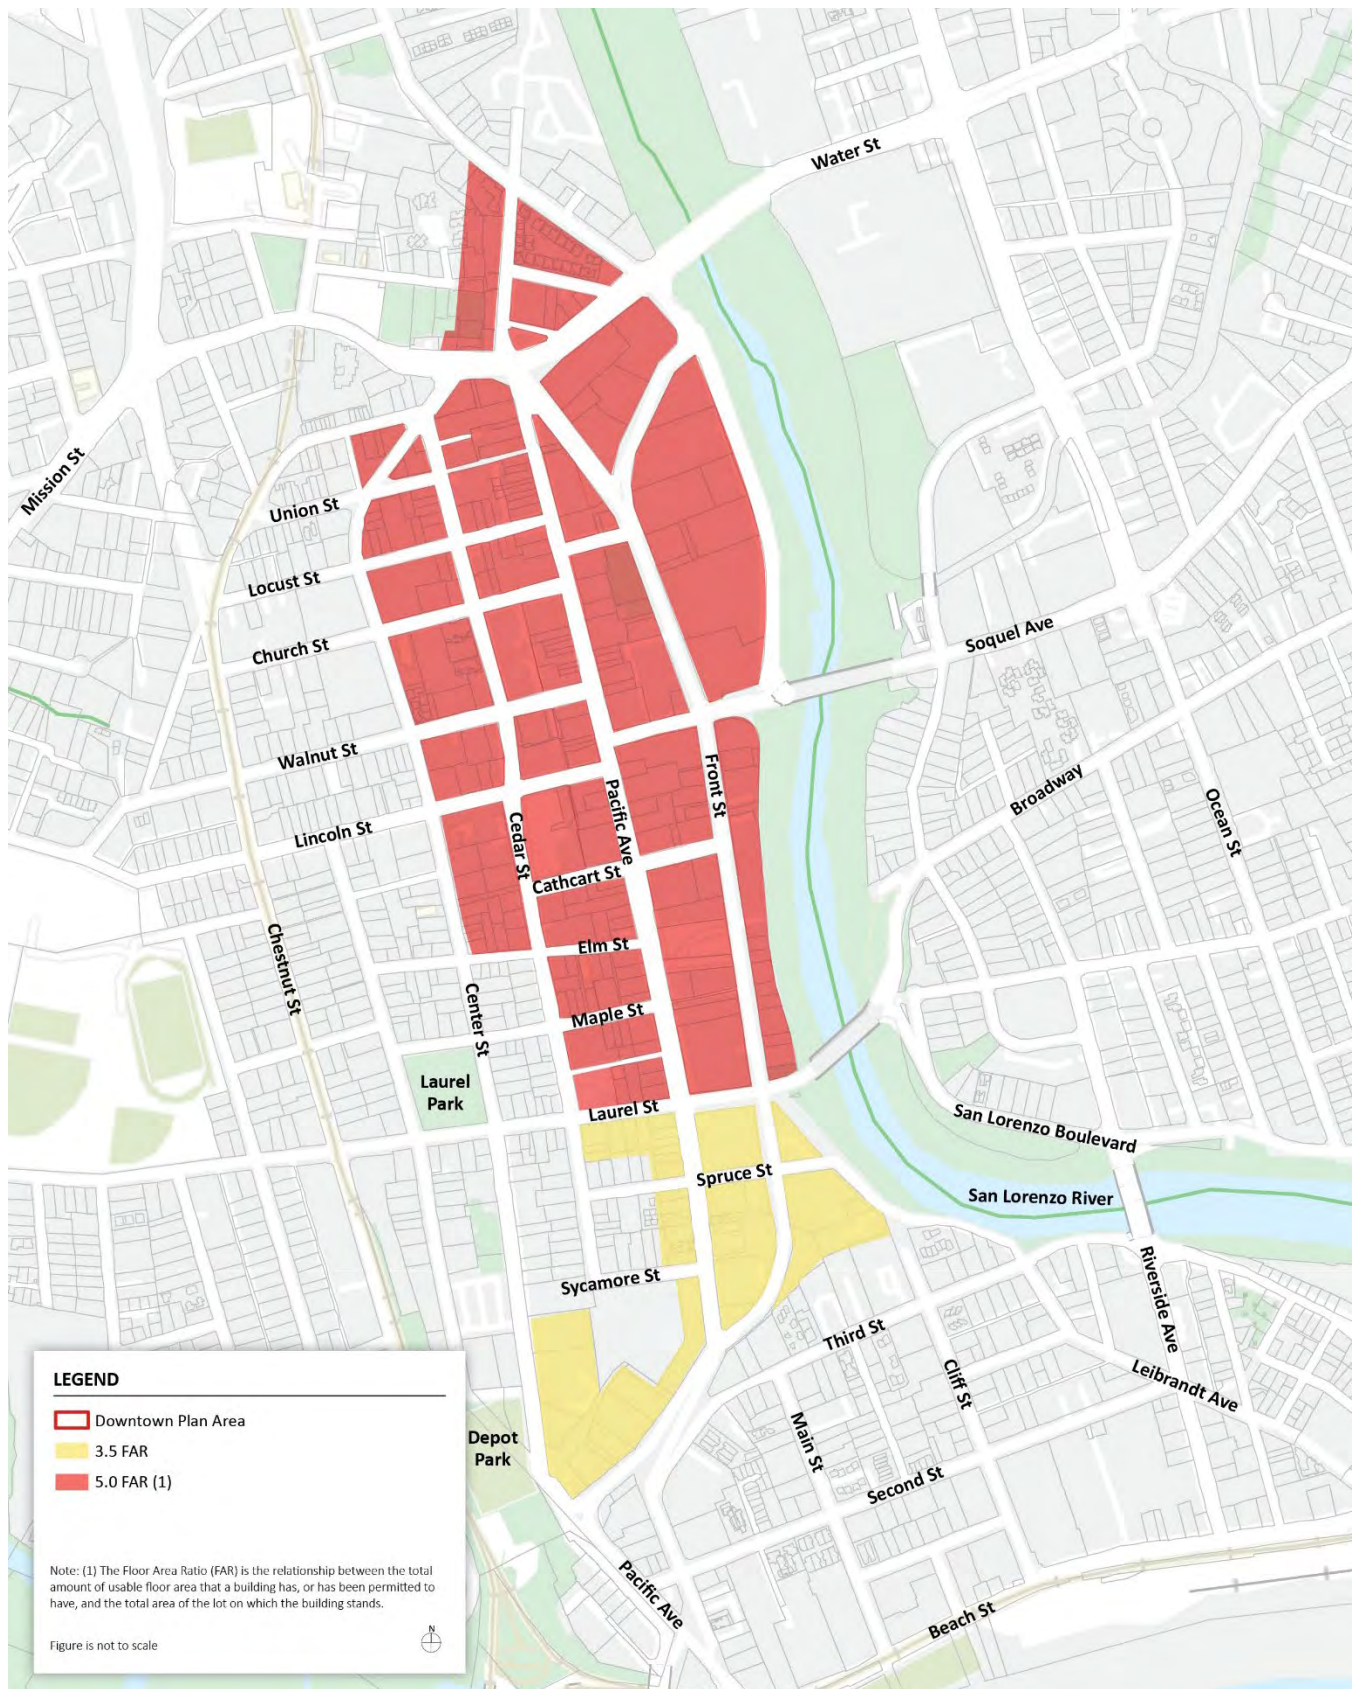 Water St
Mission St
Union St
Locust St
Church St
Soquel Ave
Walnut St
Front St
Pacific Ave
Broadway
Ocean St
Lincoln St
Cedar St
Cathcart St
Chestnut St
Elm St
Center St
Maple St
Laurel
Park
Laurel St
San Lorenzo Boulevard
Spruce St
San Lorenzo River
Sycamore St
Riverside Ave
Third St
Cliff St
Leibrandt Ave
LEGEND
Downtown Plan Area
3.5 FAR
5.0 FAR (1)
Note: (1) The Floor Area Ratio (FAR) is the relationship between the total
amount of usable floor area that a building has, or has been permitted to
have, and the total area of the lot on which the building stands.
Figure is not to scale
N
Depot
Park
Main St
Second St
Pacific Ave
Beach St